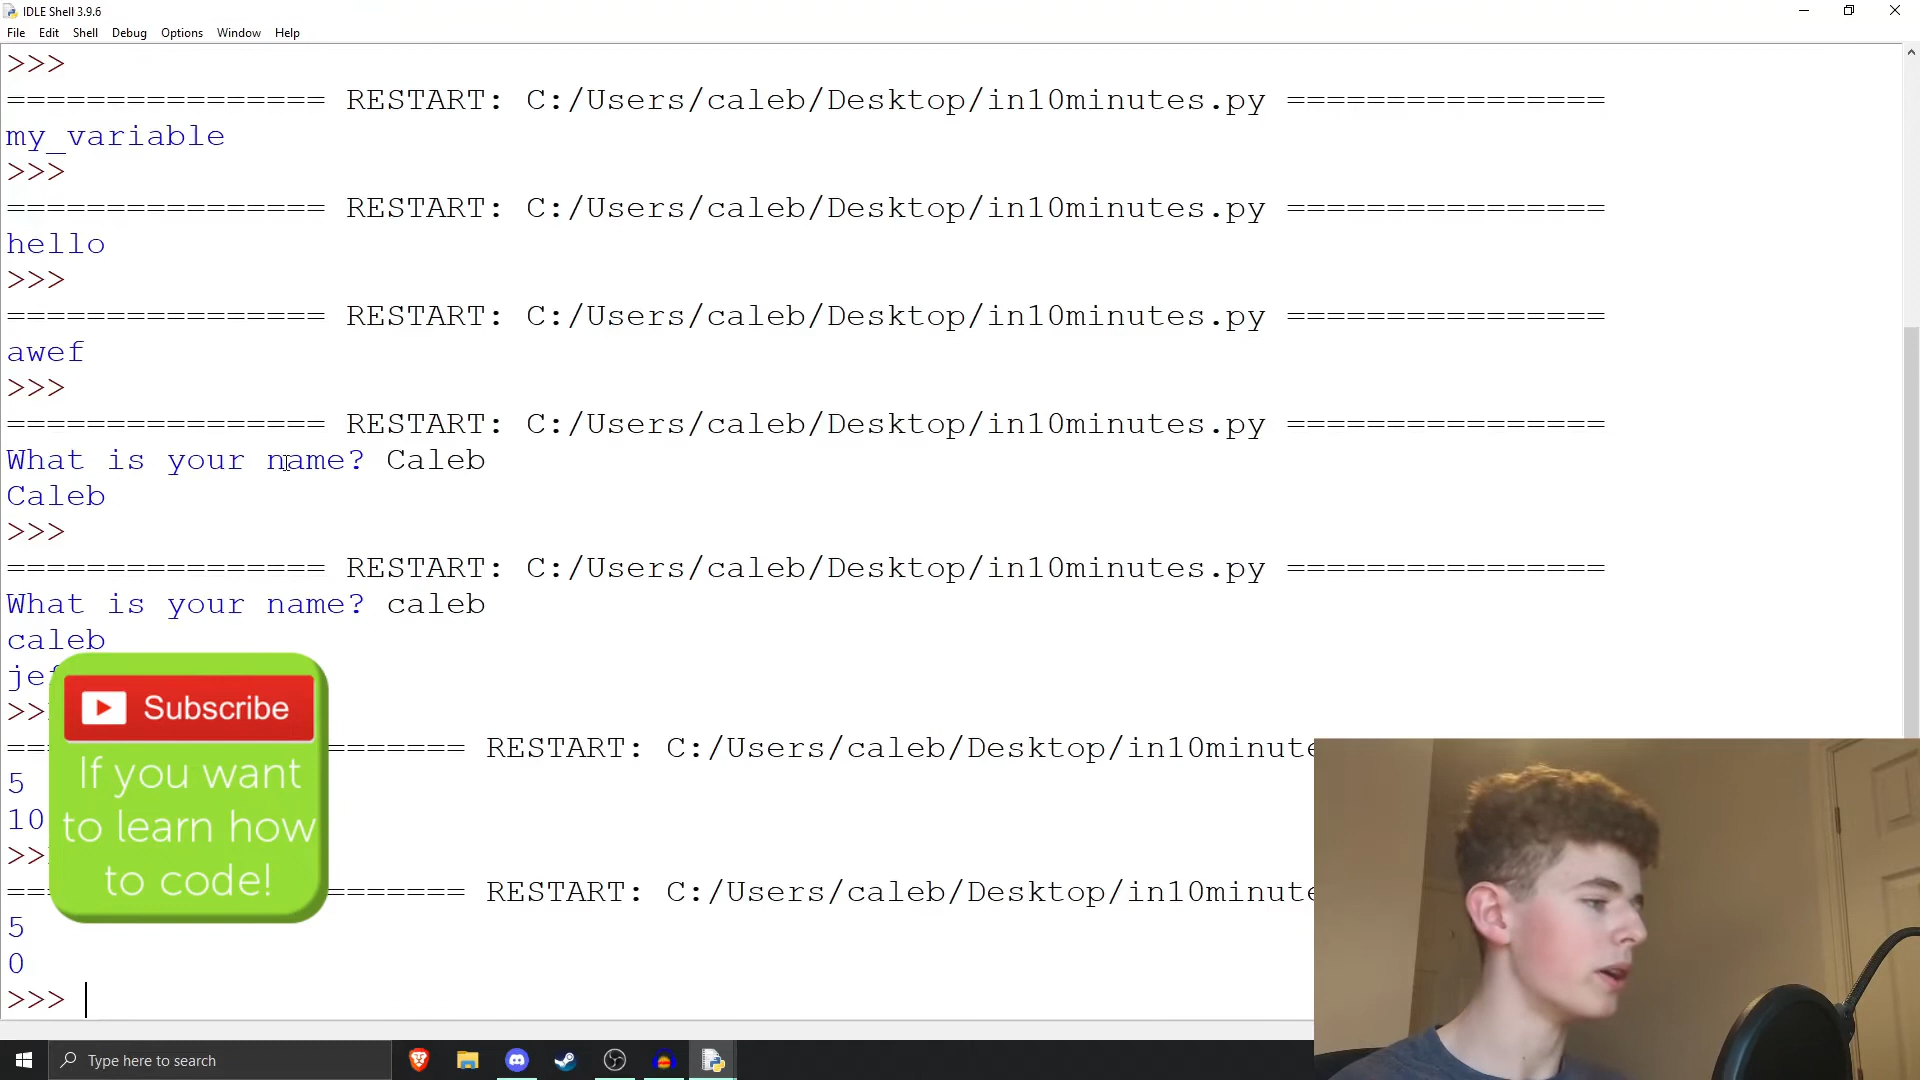 IDLE Shell 3.9.6
File Edit Shell Debug Options Window Help
>>>
================ RESTART: C:/Users/caleb/Desktop/in10minutes.py ================
my_variable
>>>
================ RESTART: C:/Users/caleb/Desktop/in10minutes.py ================
hello
>>>
================ RESTART: C:/Users/caleb/Desktop/in10minutes.py ================
awef
>>>
================ RESTART: C:/Users/caleb/Desktop/in10minutes.py ================
What is your name? Caleb
Caleb
>>>
================ RESTART: C:/Users/caleb/Desktop/in10minutes.py ================
What is your name? caleb
caleb
>>
======= RESTART: C:/Users/caleb/Desktop/in10minute
5
10
>>
======= RESTART: C:/Users/caleb/Desktop/in10minute
5
0
>>>
Subscribe
If you want
to learn how
to code!
Type here to search